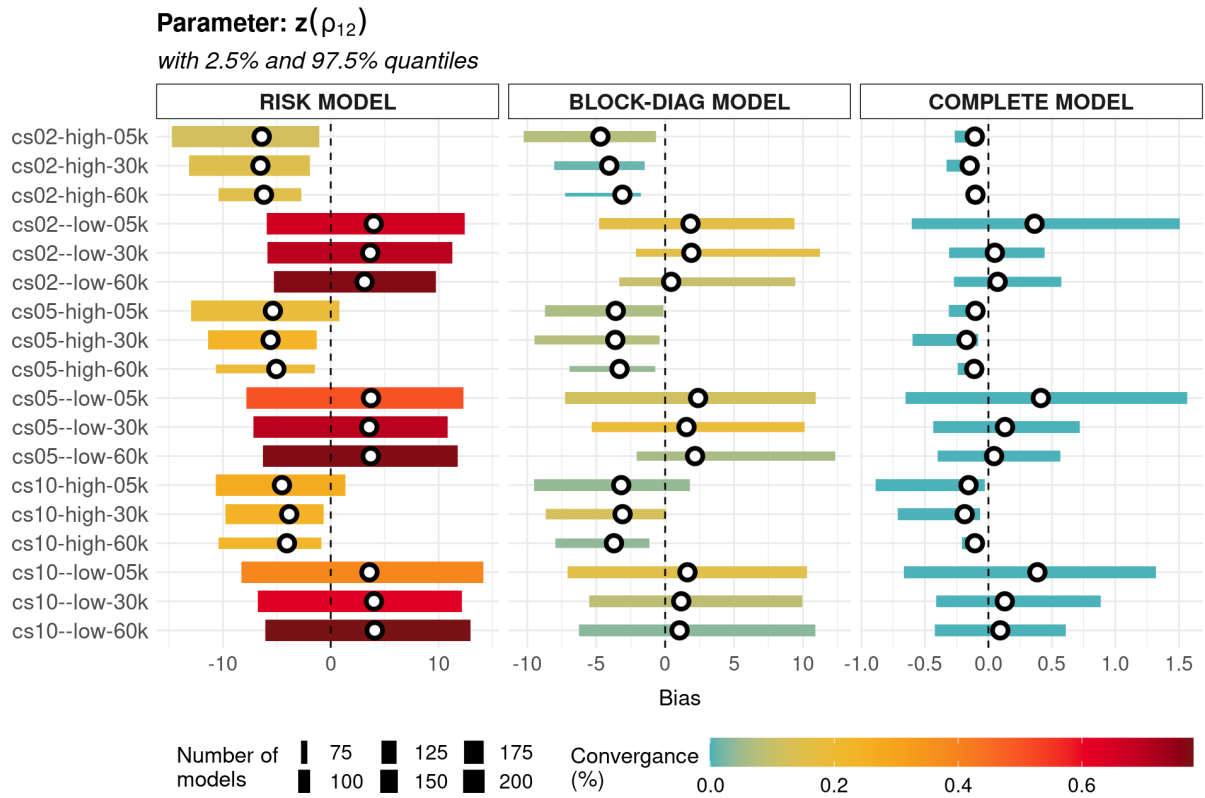 Parameter: z(ρ12)
with 2.5% and 97.5% quantiles
RISK MODEL
BLOCK-DIAG MODEL
COMPLETE MODEL
cs02-high-05k
cs02-high-30k
cs02-high-60k
cs02--low-05k
cs02--low-30k
cs02--low-60k
cs05-high-05k
cs05-high-30k
cs05-high-60k
cs05--low-05k
cs05--low-30k
cs05--low-60k
cs10-high-05k
cs10-high-30k
cs10-high-60k
cs10--low-05k
cs10--low-30k
cs10--low-60k
-10 0 10
-10 -5 0 5 10
-1.0 -0.5 0.0 0.5 1.0 1.5
Bias
Number of
models
75 125 175
100 150 200
Convergance
(%)
0.0 0.2 0.4 0.6